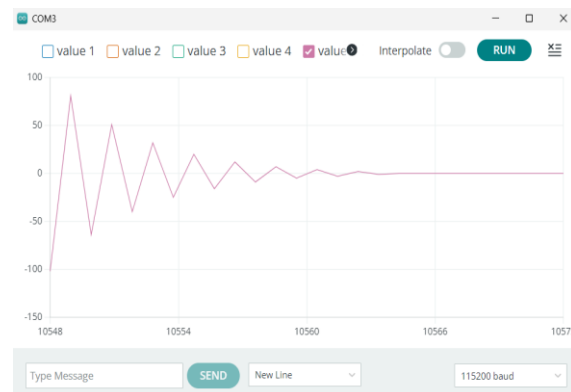 COM3
value 1 value 2 value 3 value 4 value Interpolate RUN
100
50
0
-50
-100
-150
10548 10554 10560 10566 1057
Type Message SEND New Line 115200 baud